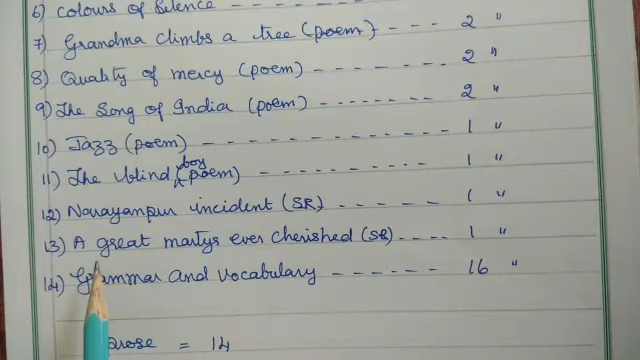 6) Colours of Silence -------
7) Grandma climbs a tree (poem) --- 2 "
8) Quality of mercy (poem) ------- 2 "
9) The Song of India (poem) ------- 2 "
10) Jazz (poem) ------------- 1 "
11) The blind boy (poem) ---------- 1 "
12) Narayanpur incident (SR) ------ 1 "
13) A great martyr ever cherished (SR) ---- 1 "
14) Grammar and vocabulary ------ 16 "
prose = 14